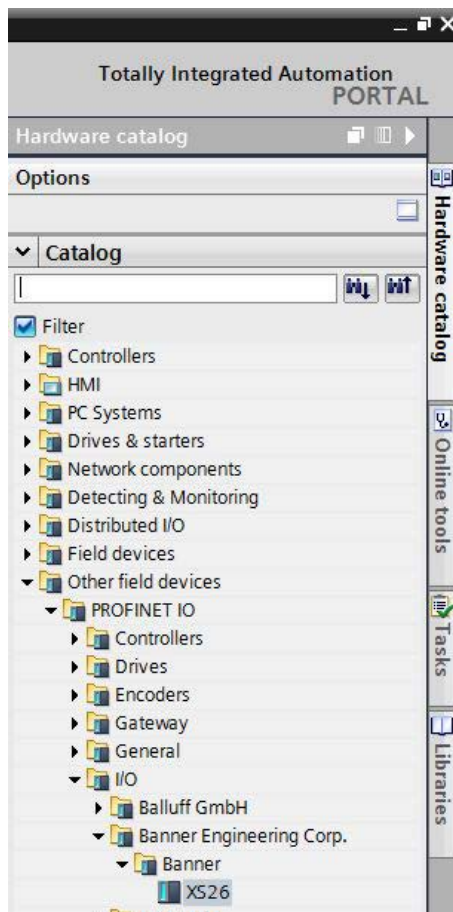 Totally Integrated Automation
PORTAL
Hardware catalog
Options
Catalog
Filter
Controllers
HMI
PC Systems
Drives & starters
Network components
Detecting & Monitoring
Distributed I/O
Field devices
Other field devices
PROFINET IO
Controllers
Drives
Encoders
Gateway
General
I/O
Balluff GmbH
Banner Engineering Corp.
Banner
XS26
Hardware catalog
Online tools
Tasks
Libraries